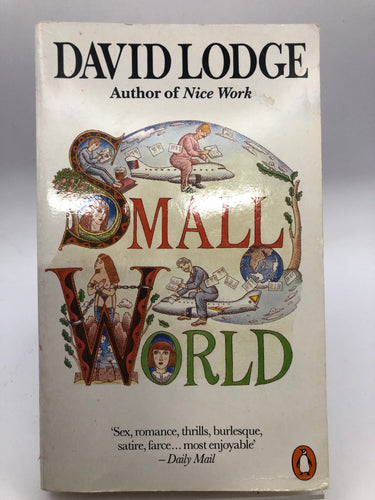 DAVID LODGE
Author of Nice Work
SMALL
WORLD
‘Sex, romance, thrills, burlesque,
satire, farce... most enjoyable’
– Daily Mail